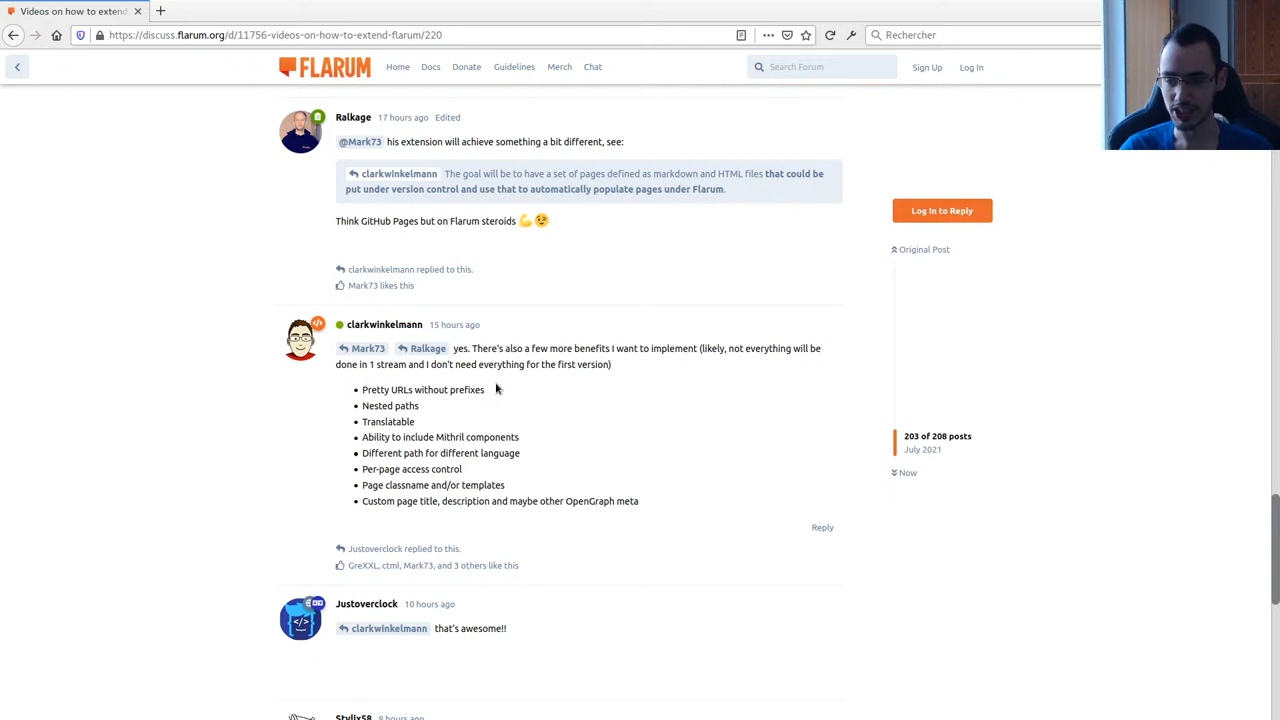 Videos on how to extend
https://discuss.flarum.org/d/11756-videos-on-how-to-extend-flarum/220
Rechercher
FLARUM Home Docs Donate Guidelines Merch Chat Search Forum Sign Up Log In
Ralkage 17 hours ago Edited
@Mark73 his extension will achieve something a bit different, see:
clarkwinkelmann The goal will be to have a set of pages defined as markdown and HTML files that could be
put under version control and use that to automatically populate pages under Flarum.
Think GitHub Pages but on Flarum steroids
clarkwinkelmann replied to this.
Mark73 likes this
Log In to Reply
Original Post
203 of 208 posts
July 2021
Now
clarkwinkelmann 15 hours ago
Mark73 Ralkage yes. There's also a few more benefits I want to implement (likely, not everything will be
done in 1 stream and I don't need everything for the first version)
• Pretty URLs without prefixes
• Nested paths
• Translatable
• Ability to include Mithril components
• Different path for different language
• Per-page access control
• Page classname and/or templates
• Custom page title, description and maybe other OpenGraph meta
Reply
Justoverclock replied to this.
GreXXL, ctml, Mark73, and 3 others like this
Justoverclock 10 hours ago
clarkwinkelmann that's awesome!!
Stylix58 8 hours ago